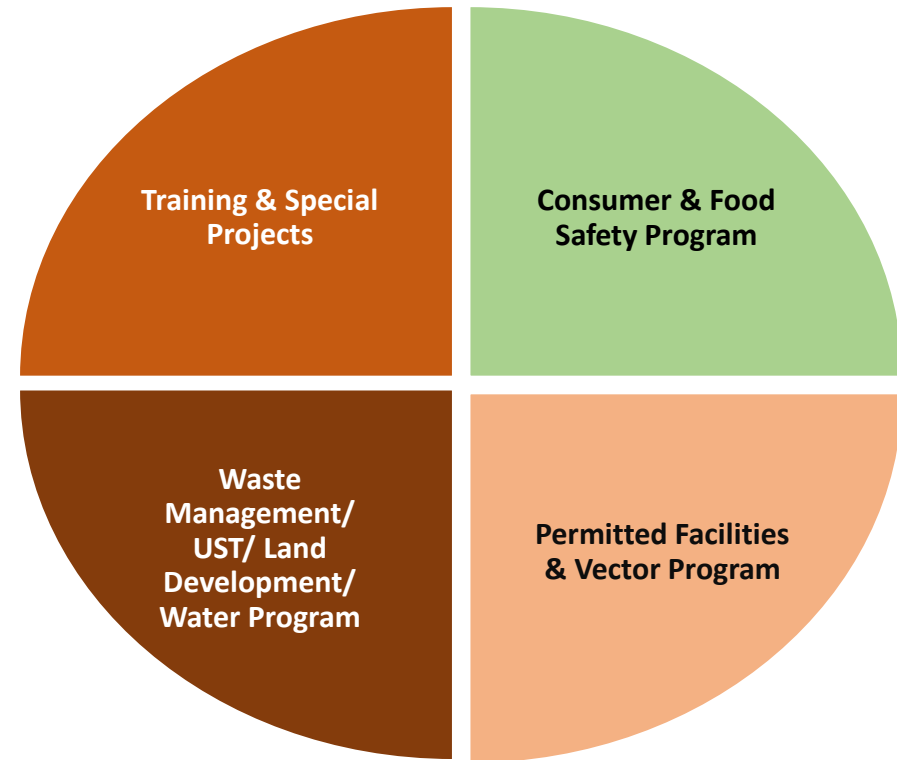 Training & Special
Projects
Consumer & Food
Safety Program
Waste
Management/
UST/ Land
Development/
Water Program
Permitted Facilities
& Vector Program